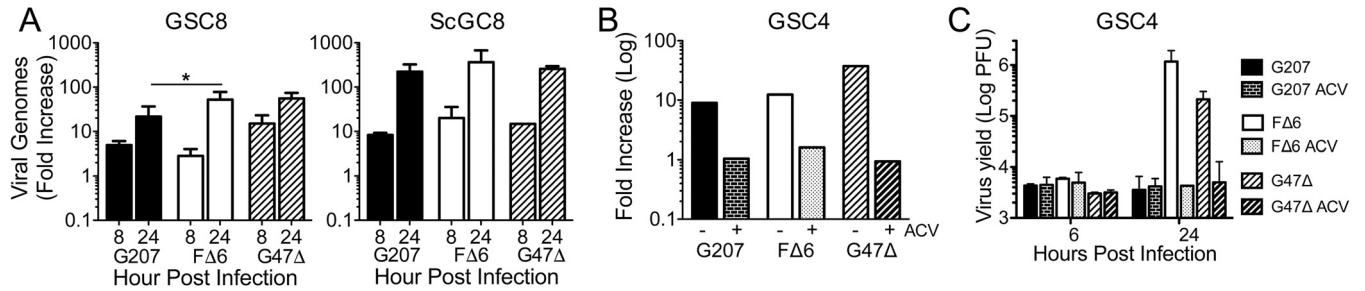 A
GSC8
Viral Genomes
(Fold Increase)
1000
100
10
1
0.1
*
8 24 8 24 8 24
G207 FΔ6 G47Δ
Hour Post Infection
ScGC8
1000
100
10
1
0.1
8 24 8 24 8 24
G207 FΔ6 G47Δ
Hour Post Infection
B
GSC4
Fold Increase (Log)
100
10
1
0.1
- + - + - + ACV
G207 FΔ6 G47Δ
C
GSC4
Virus yield (Log PFU)
6
5
4
3
6 24
Hours Post Infection
G207
G207 ACV
FΔ6
FΔ6 ACV
G47Δ
G47Δ ACV